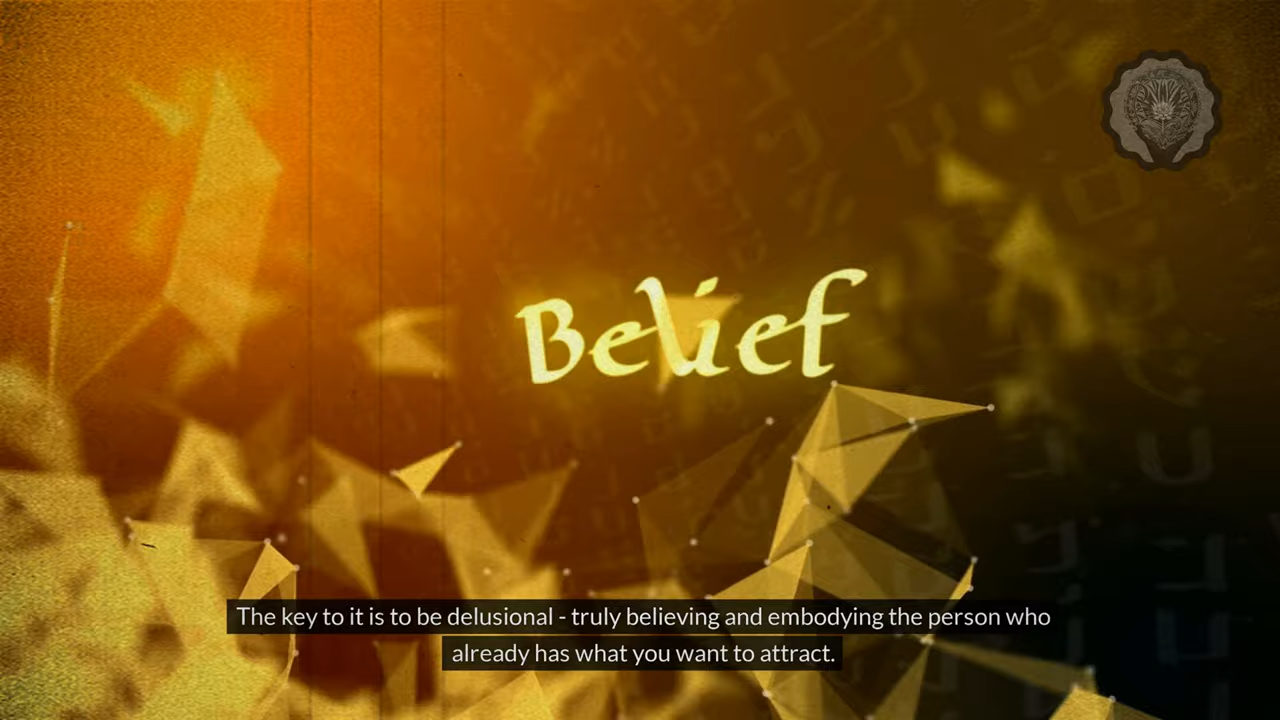 Belief
The key to it is to be delusional - truly believing and embodying the person who
already has what you want to attract.